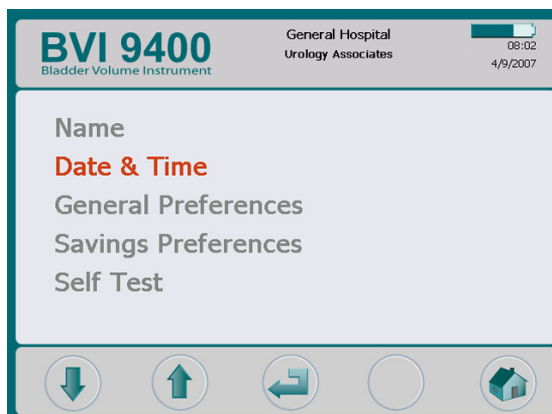 BVI 9400
Bladder Volume Instrument
General Hospital
Urology Associates
08:02
4/9/2007
Name
Date & Time
General Preferences
Savings Preferences
Self Test